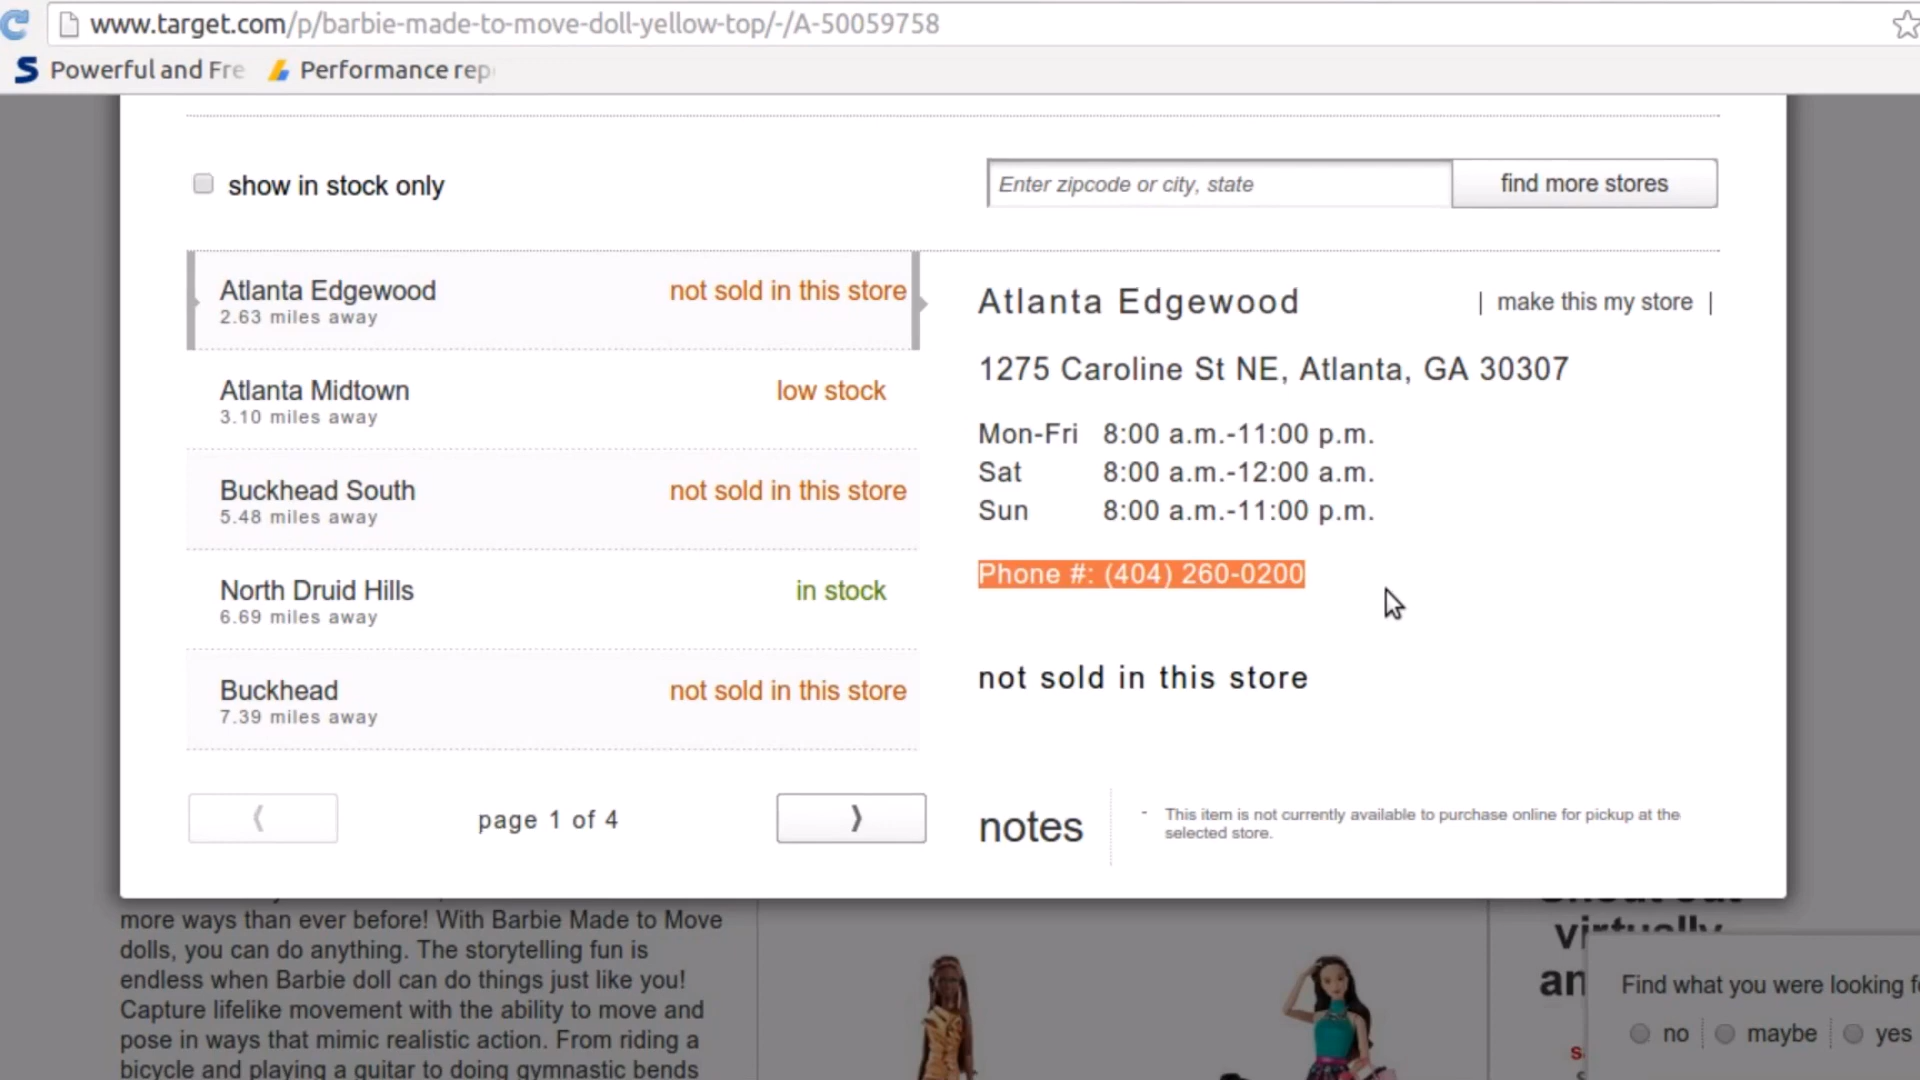 www.target.com/p/barbie-made-to-move-doll-yellow-top/-/A-50059758
Powerful and Fre
Performance rep
show in stock only
Enter zipcode or city, state
find more stores
Atlanta Edgewood
not sold in this store
2.63 miles away
Atlanta Midtown
low stock
3.10 miles away
Buckhead South
not sold in this store
5.48 miles away
North Druid Hills
in stock
6.69 miles away
Buckhead
not sold in this store
7.39 miles away
page 1 of 4
Atlanta Edgewood
| make this my store |
1275 Caroline St NE, Atlanta, GA 30307
Mon-Fri 8:00 a.m.-11:00 p.m.
Sat 8:00 a.m.-12:00 a.m.
Sun 8:00 a.m.-11:00 p.m.
Phone #: (404) 260-0200
not sold in this store
notes
- This item is not currently available to purchase online for pickup at the
selected store.
more ways than ever before! With Barbie Made to Move
dolls, you can do anything. The storytelling fun is
endless when Barbie doll can do things just like you!
Capture lifelike movement with the ability to move and
pose in ways that mimic realistic action. From riding a
bicycle and playing a guitar to doing gymnastic bends
virtually
an
Find what you were looking f
no
maybe
yes